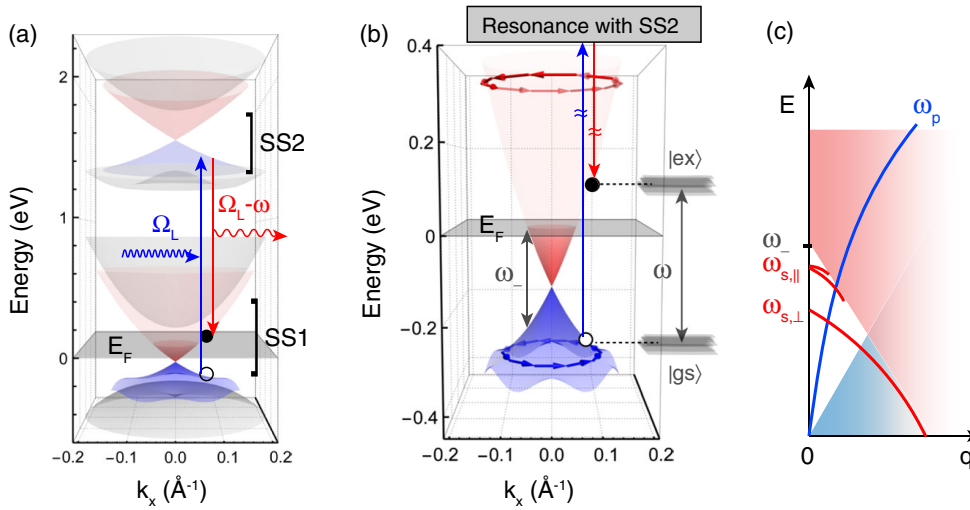 (a)
2
1
0
Energy (eV)
SS2
Ω_L
Ω_L-ω
SS1
E_F
-0.2 -0.1 0.0 0.1 0.2
k_x (Å⁻¹)
(b)
Resonance with SS2
0.4
0.2
0
-0.2
-0.4
Energy (eV)
≈ ≈
|ex⟩
E_F
ω_-
ω
|gs⟩
-0.2 -0.1 0.0 0.1 0.2
k_x (Å⁻¹)
(c)
E
ω_p
ω_-
ω_s,∥
ω_s,⊥
0
q